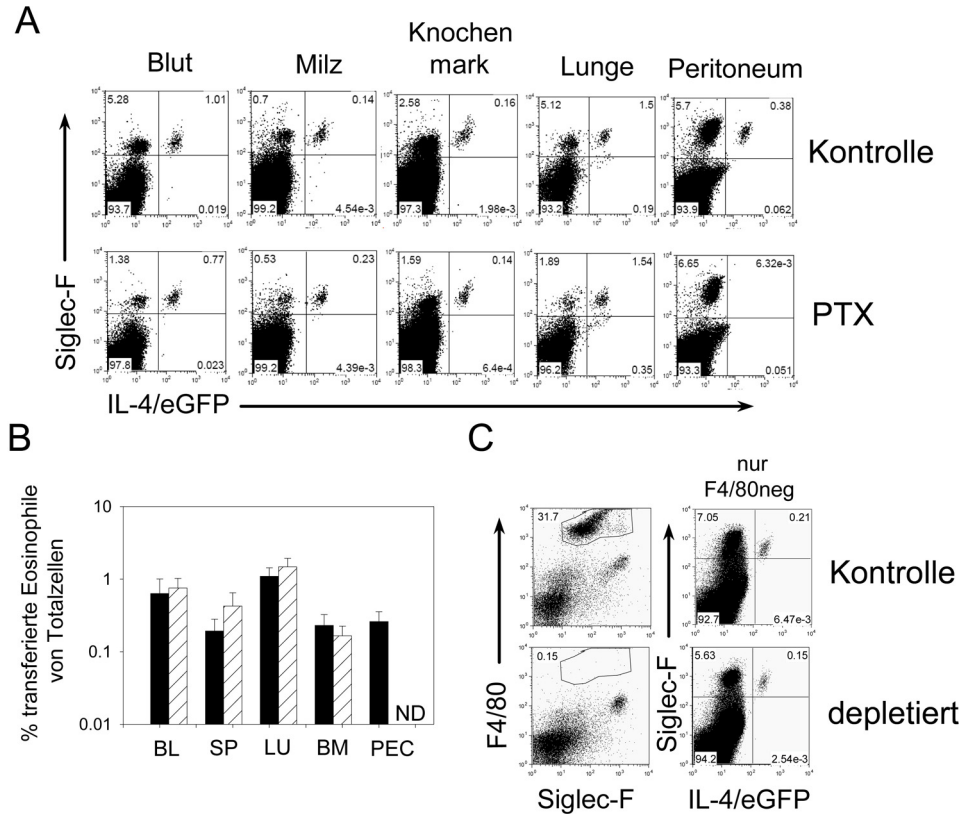 A
Blut
Milz
Knochen
mark
Lunge
Peritoneum
5.28 1.01
93.7 0.019
0.7 0.14
99.2 4.54e-3
2.58 0.16
97.3 1.98e-3
5.12 1.5
93.2 0.19
5.7 0.38
93.9 0.062
Kontrolle
1.38 0.77
97.8 0.023
0.53 0.23
99.2 4.39e-3
1.59 0.14
98.3 6.4e-4
1.89 1.54
96.2 0.35
6.65 6.32e-3
93.3 0.051
PTX
Siglec-F
IL-4/eGFP
B
% transferierte Eosinophile
von Totalzellen
10
1
0.1
0.01
ND
BL SP LU BM PEC
C
nur
F4/80neg
31.7
7.05 0.21
92.7 6.47e-3
Kontrolle
0.15
5.63 0.15
94.2 2.54e-3
depletiert
F4/80
Siglec-F
Siglec-F
IL-4/eGFP